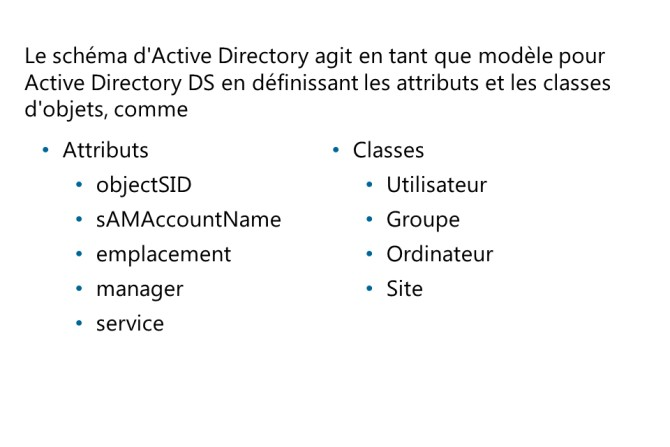 Le schéma d'Active Directory agit en tant que modèle pour
Active Directory DS en définissant les attributs et les classes
d'objets, comme
• Attributs
• objectSID
• sAMAccountName
• emplacement
• manager
• service
• Classes
• Utilisateur
• Groupe
• Ordinateur
• Site